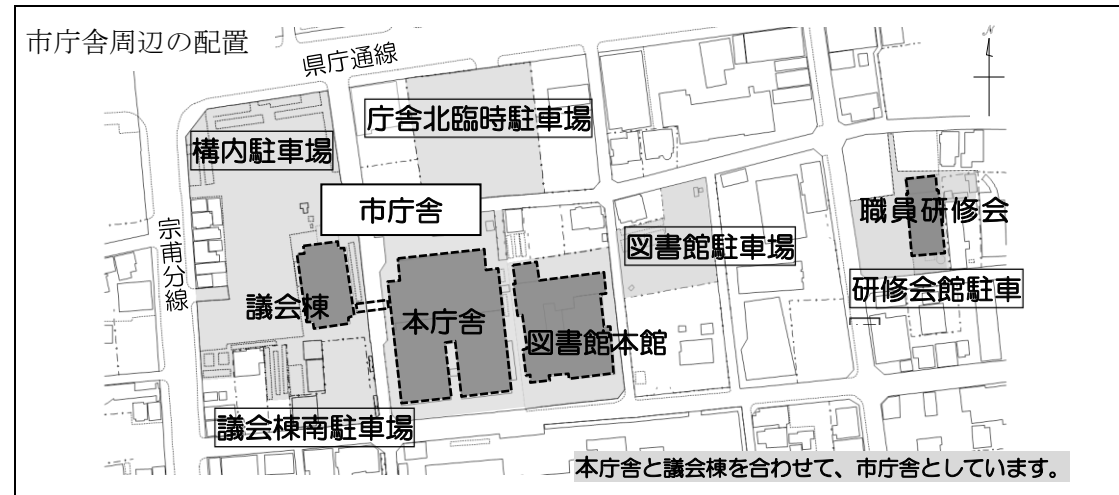 市庁舎周辺の配置
県庁通線
N
庁舎北臨時駐車場
構内駐車場
市庁舎
職員研修会
宗甫分線
図書館駐車場
研修会館駐車
議会棟
本庁舎
図書館本館
議会棟南駐車場
本庁舎と議会棟を合わせて、市庁舎としています。